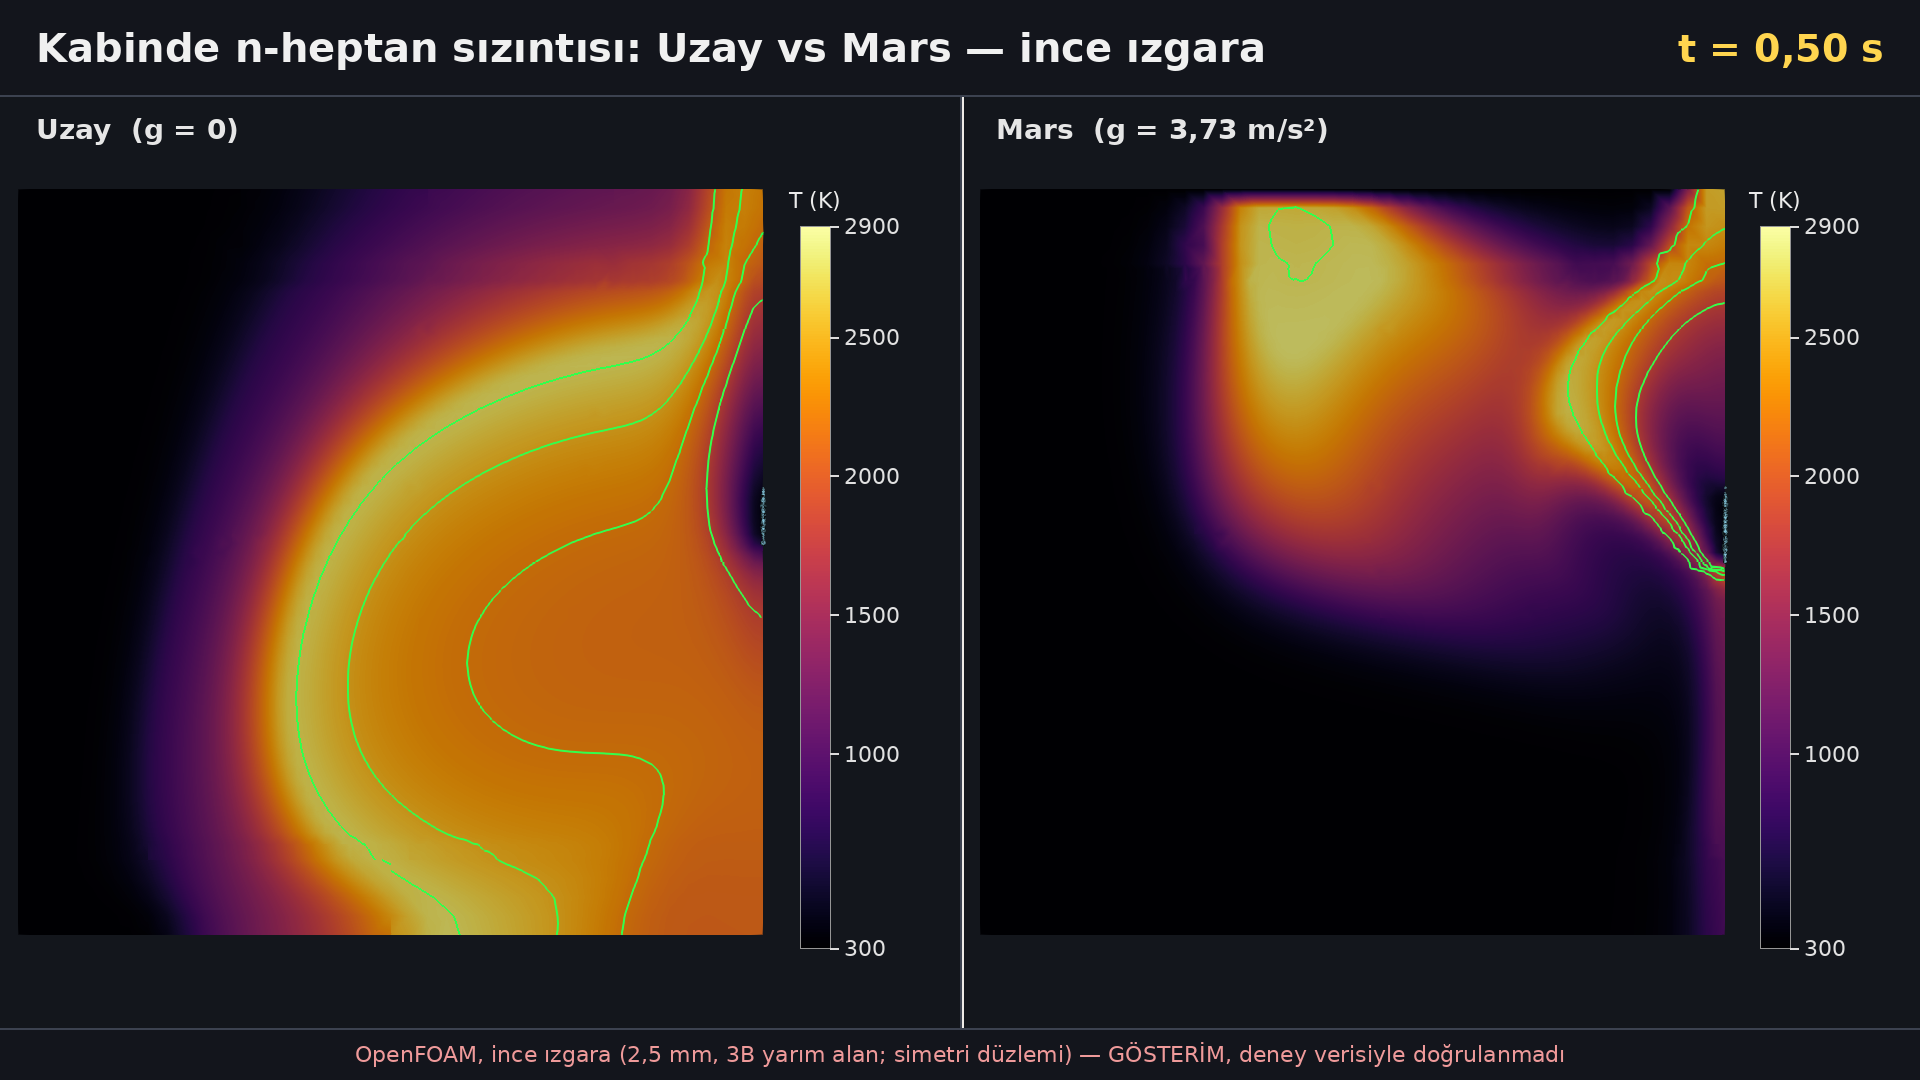 Kabinde n-heptan sızıntısı: Uzay vs Mars — ince ızgara
t = 0,50 s
Uzay (g = 0)
T (K)
2900
2500
2000
1500
1000
300
Mars (g = 3,73 m/s²)
T (K)
2900
2500
2000
1500
1000
300
OpenFOAM, ince ızgara (2,5 mm, 3B yarım alan; simetri düzlemi) — GÖSTERİM, deney verisiyle doğrulanmadı